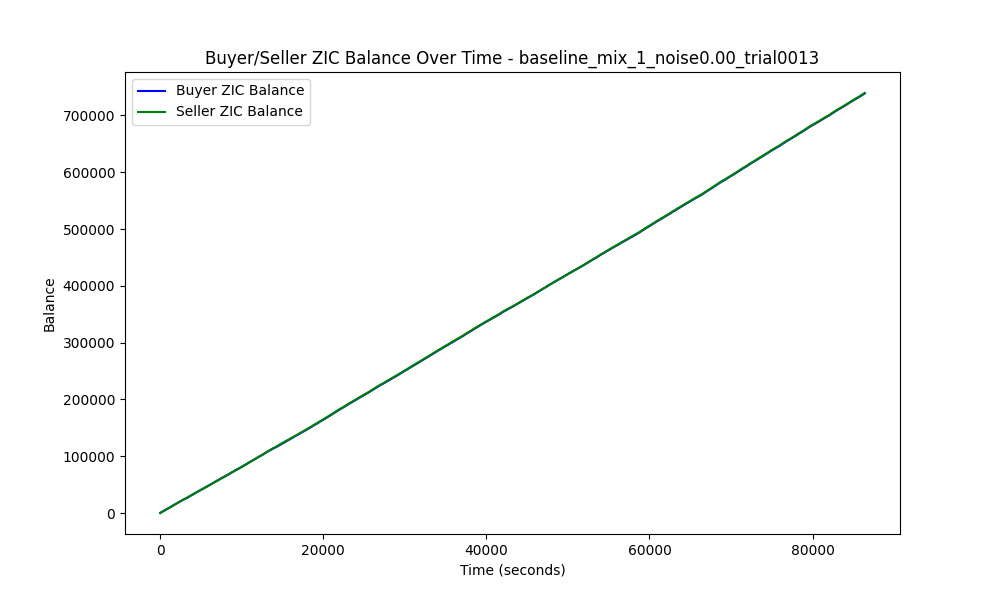 Buyer/Seller ZIC Balance Over Time - baseline_mix_1_noise0.00_trial0013
Buyer ZIC Balance
Seller ZIC Balance
700000
600000
500000
400000
300000
200000
100000
0
Balance
0 20000 40000 60000 80000
Time (seconds)